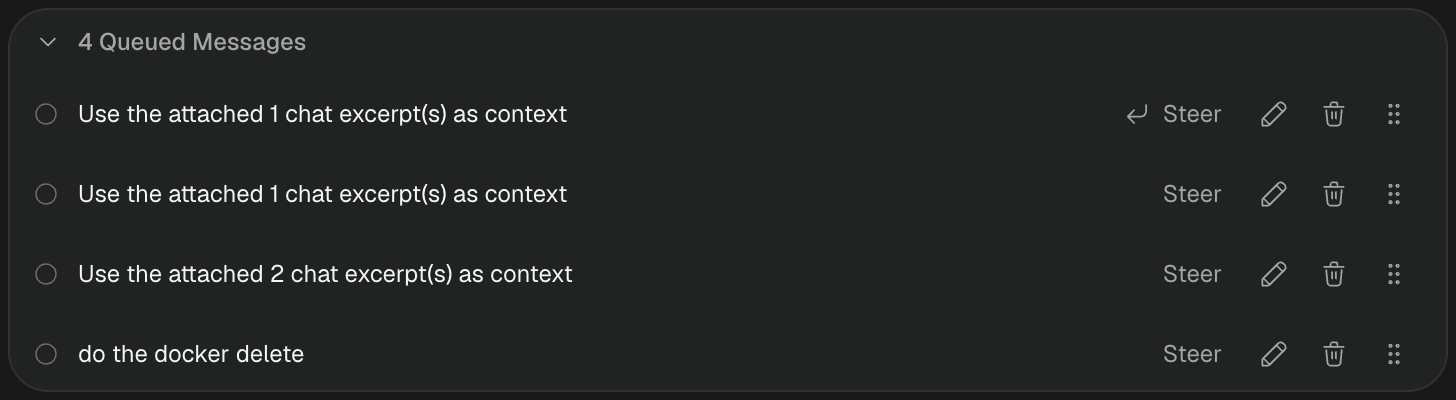 4 Queued Messages
Use the attached 1 chat excerpt(s) as context Steer
Use the attached 1 chat excerpt(s) as context Steer
Use the attached 2 chat excerpt(s) as context Steer
do the docker delete Steer